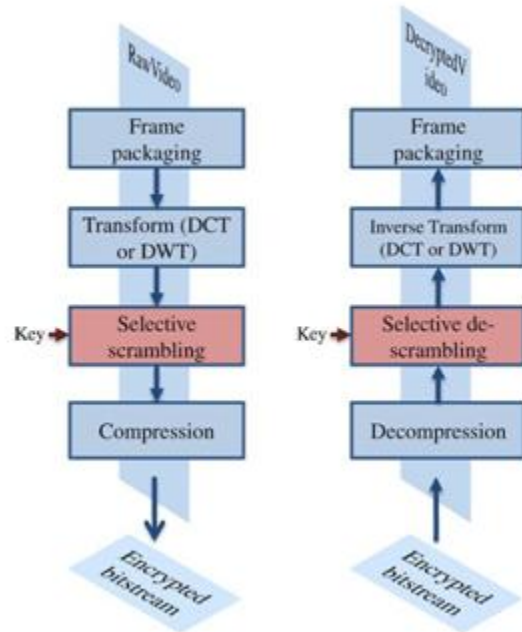 RawVideo
Frame
packaging
Transform (DCT
or DWT)
Key
Selective
scrambling
Compression
Encrypted
bitstream
DecryptedV
ideo
Frame
packaging
Inverse Transform
(DCT or DWT)
Key
Selective de-
scrambling
Decompression
Encrypted
bitstream